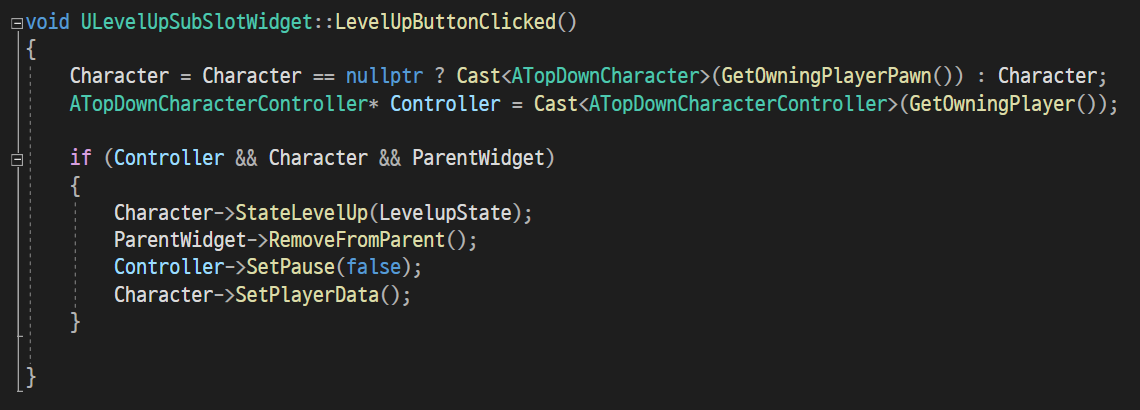 void ULevelUpSubSlotWidget::LevelUpButtonClicked()
{
    Character = Character == nullptr ? Cast<ATopDownCharacter>(GetOwningPlayerPawn()) : Character;
    ATopDownCharacterController* Controller = Cast<ATopDownCharacterController>(GetOwningPlayer());
    if (Controller && Character && ParentWidget)
    {
        Character->StateLevelUp(LevelupState);
        ParentWidget->RemoveFromParent();
        Controller->SetPause(false);
        Character->SetPlayerData();
    }
}